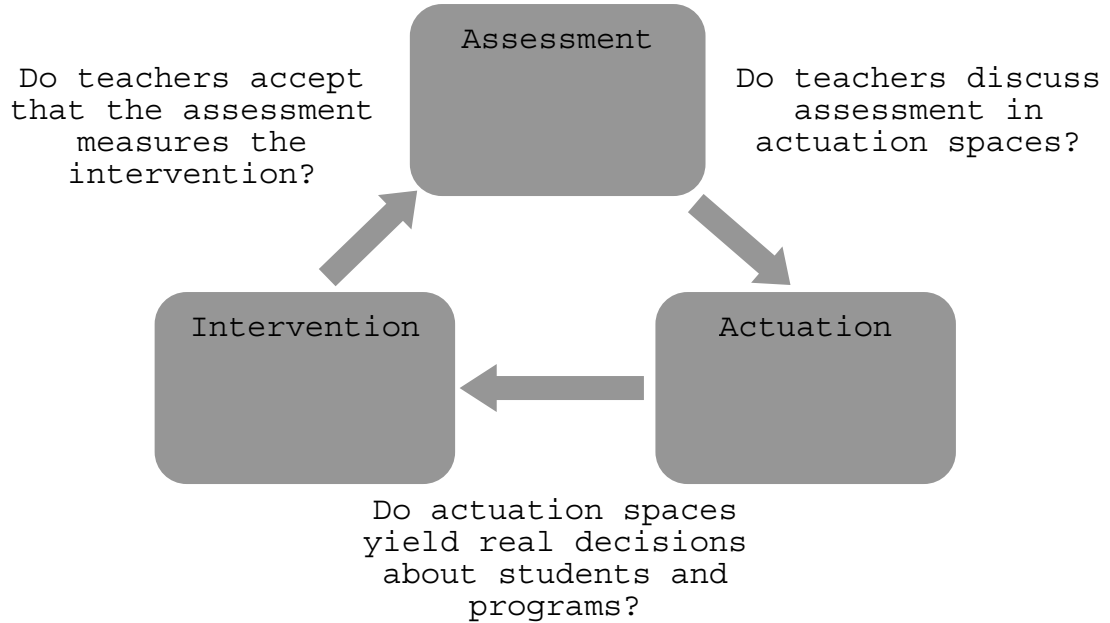 Assessment
Do teachers accept
that the assessment
measures the
intervention?
Do teachers discuss
assessment in
actuation spaces?
Intervention
Actuation
Do actuation spaces
yield real decisions
about students and
programs?